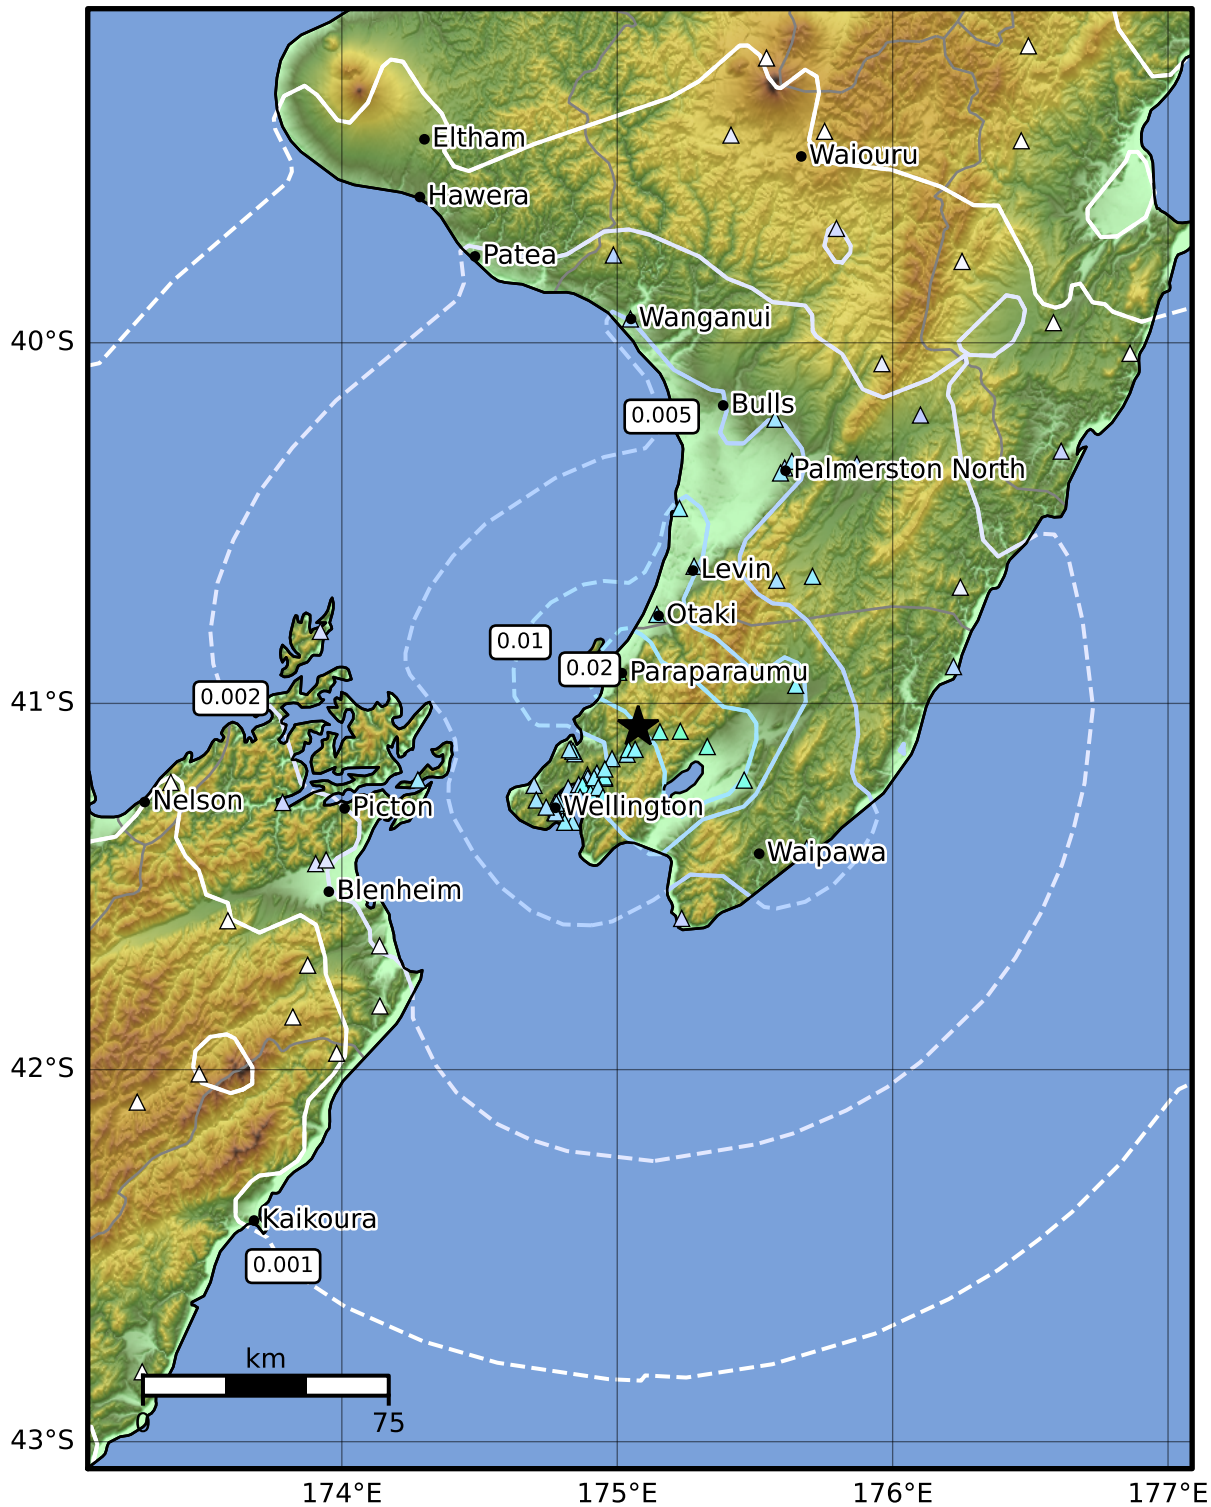 Eltham
Waiouru
Hawera
Patea
Wanganui
40°S
Bulls
0.005
Palmerston North
Levin
Otaki
0.01
0.02
Paraparaumu
0.002
41°S
Nelson
Picton
Wellington
Waipawa
Blenheim
42°S
Kaikoura
0.001
km
0
75
43°S
174°E
175°E
176°E
177°E